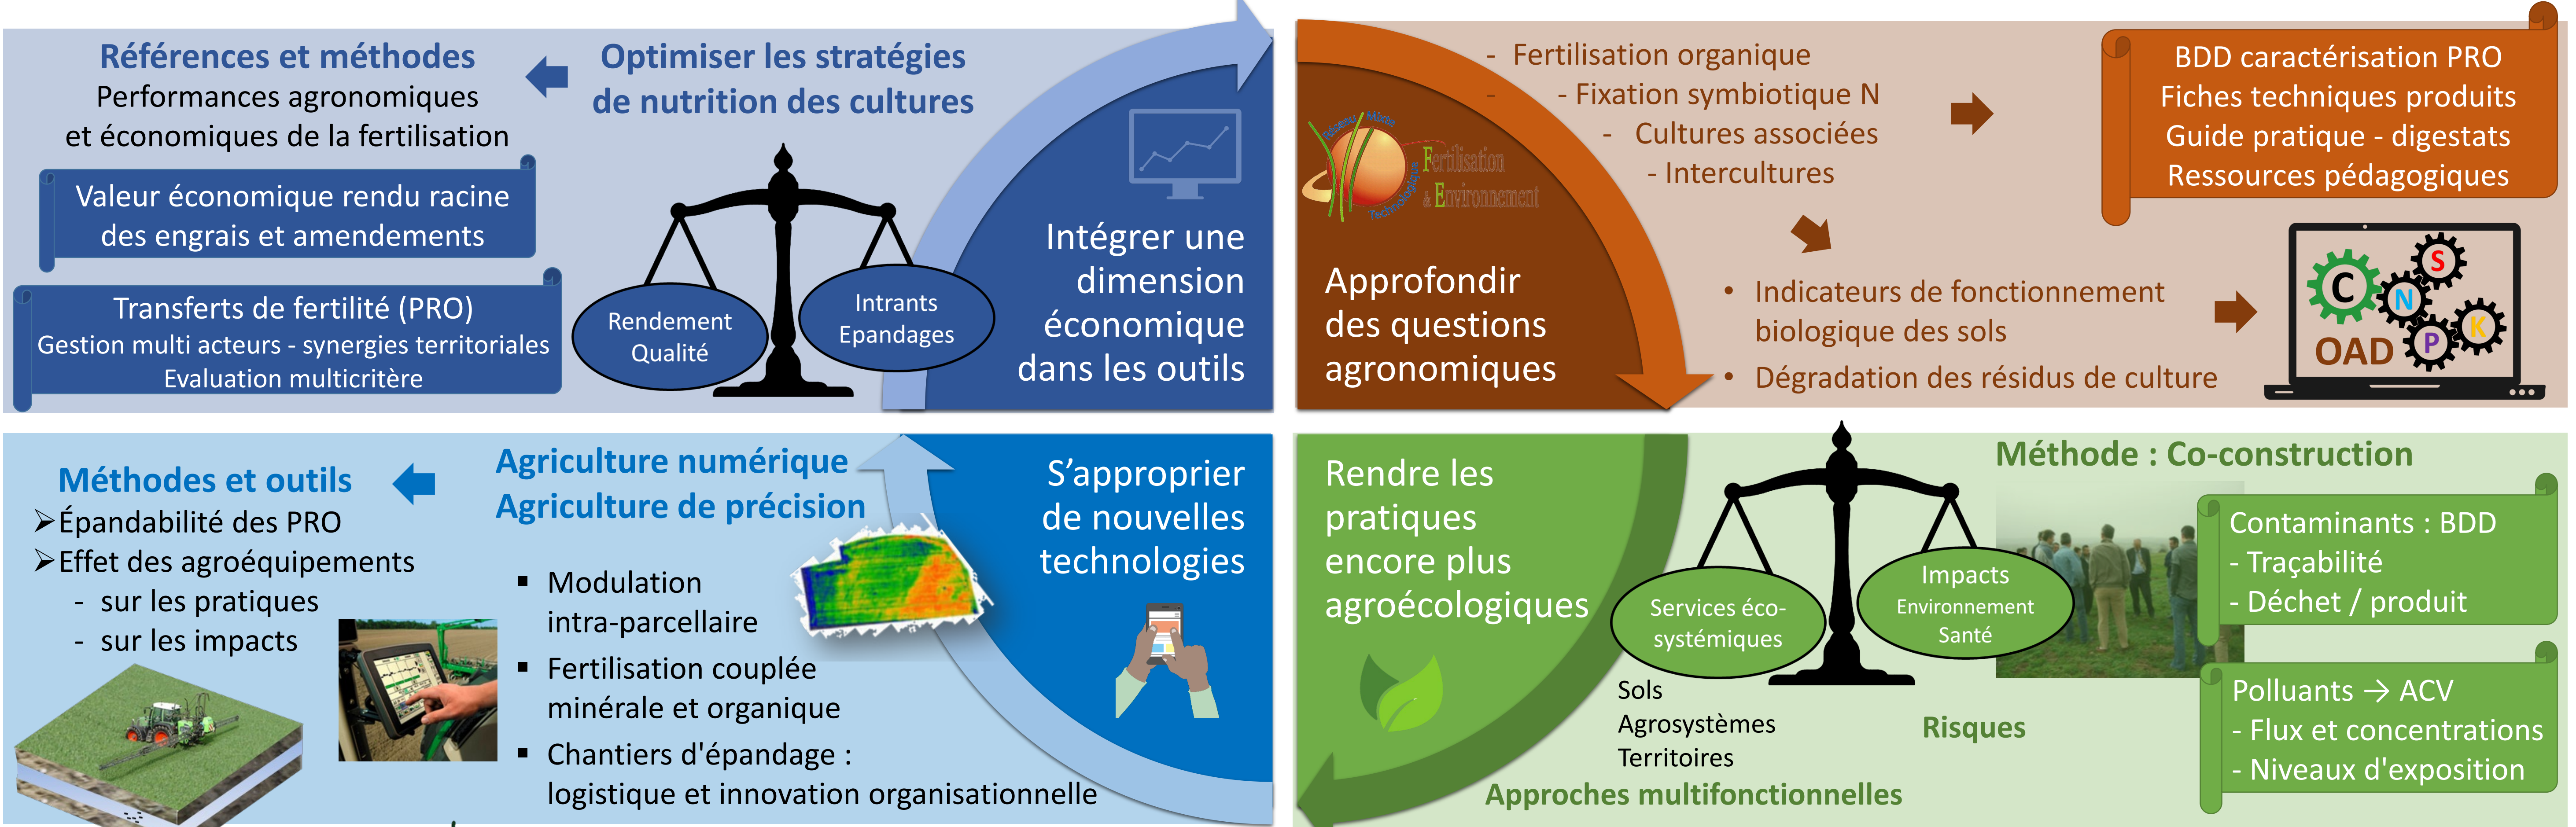 Références et méthodes
Performances agronomiques
et économiques de la fertilisation
Valeur économique rendu racine
des engrais et amendements
Transferts de fertilité (PRO)
Gestion multi acteurs - synergies territoriales
Evaluation multicritère
Optimiser les stratégies
de nutrition des cultures
Rendement
Qualité
Intrants
Epandages
Intégrer une
dimension
économique
dans les outils
Réseau Mixte
Technologique
Fertilisation
& Environnement
Approfondir
des questions
agronomiques
- Fertilisation organique
- - Fixation symbiotique N
- Cultures associées
- Intercultures
BDD caractérisation PRO
Fiches techniques produits
Guide pratique - digestats
Ressources pédagogiques
• Indicateurs de fonctionnement
biologique des sols
• Dégradation des résidus de culture
C
N
S
P
K
OAD
Méthodes et outils
➢Épandabilité des PRO
➢Effet des agroéquipements
- sur les pratiques
- sur les impacts
Agriculture numérique
Agriculture de précision
▪ Modulation
intra-parcellaire
▪ Fertilisation couplée
minérale et organique
▪ Chantiers d'épandage :
logistique et innovation organisationnelle
S'approprier
de nouvelles
technologies
Rendre les
pratiques
encore plus
agroécologiques
Services éco-
systémiques
Sols
Agrosystèmes
Territoires
Approches multifonctionnelles
Impacts
Environnement
Santé
Risques
Méthode : Co-construction
Contaminants : BDD
- Traçabilité
- Déchet / produit
Polluants → ACV
- Flux et concentrations
- Niveaux d'exposition